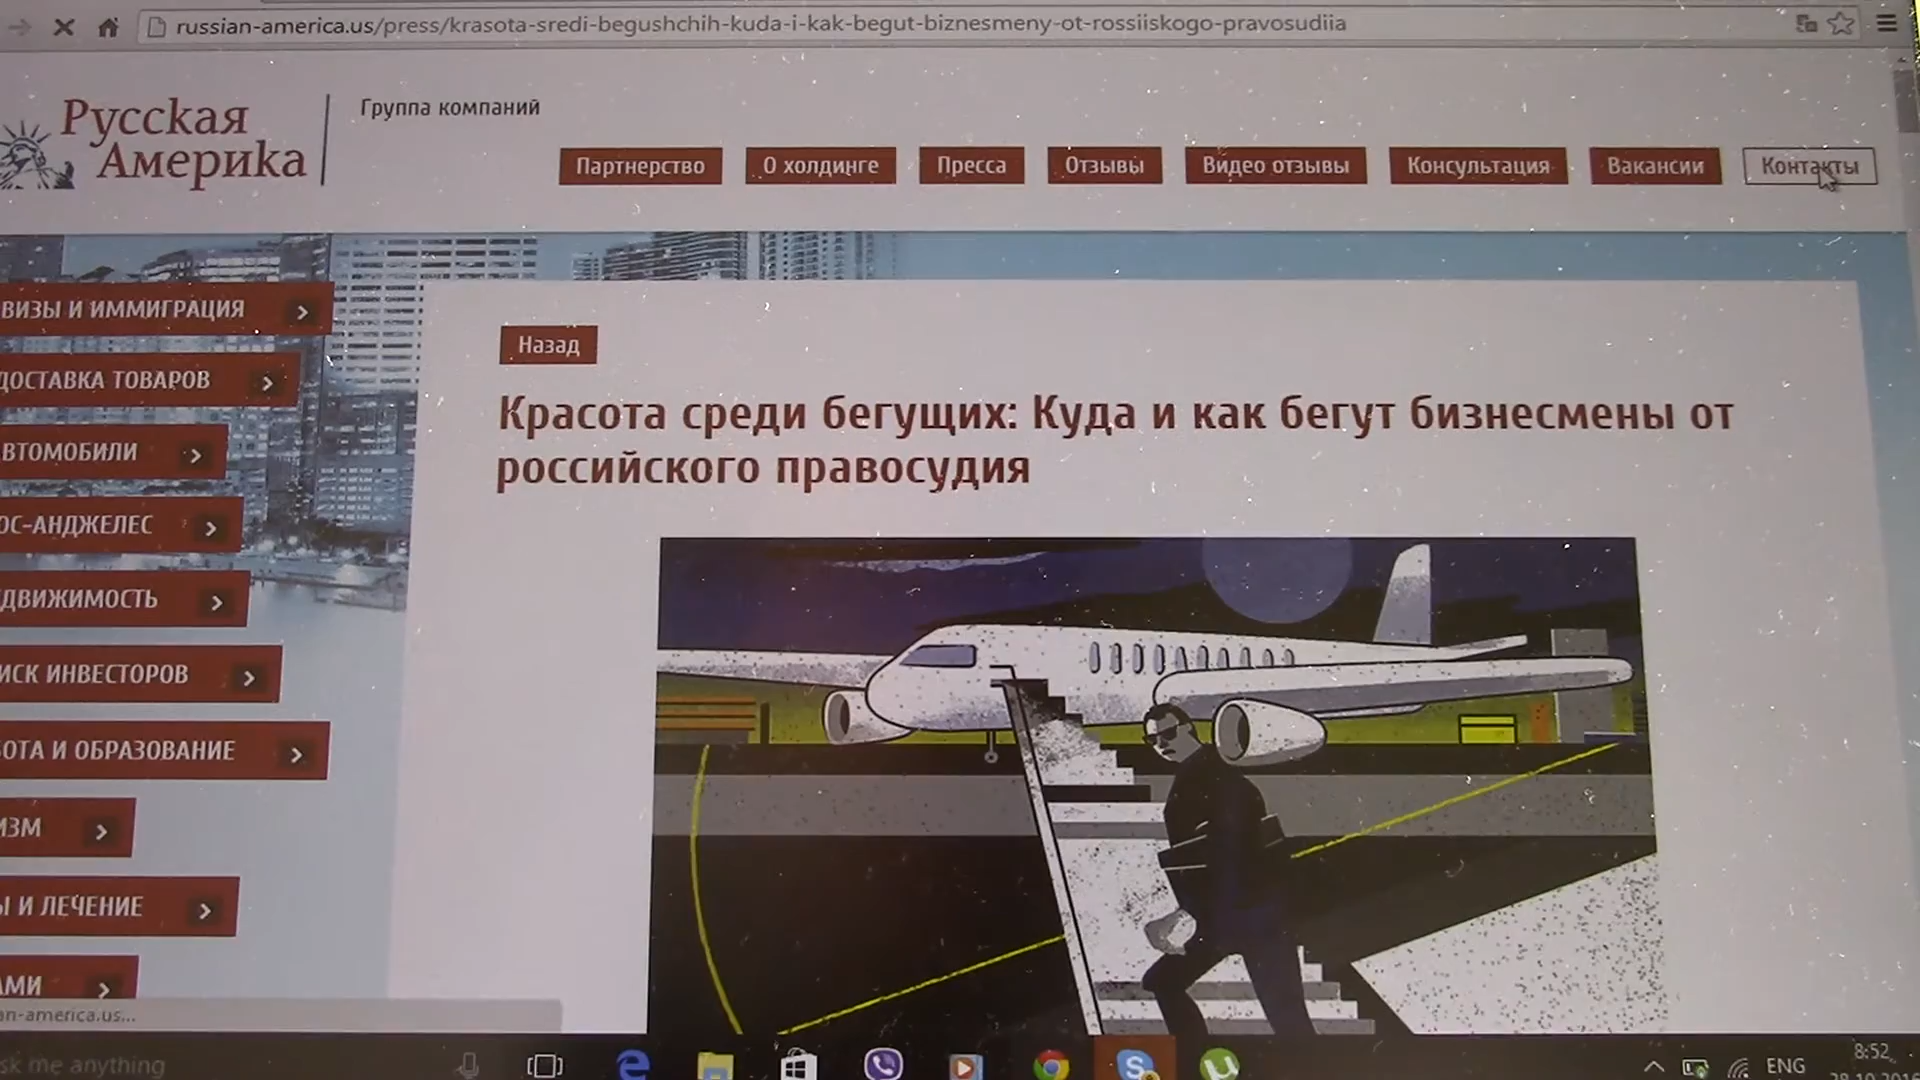 russian-america.us/press/krasota-sredi-begushchih-kuda-i-kak-begut-biznesmeny-ot-rossiiskogo-pravosudiia
Русская
Америка
Группа компаний
Партнерство
О холдинге
Пресса
Отзывы
Видео отзывы
Консультация
Вакансии
Контакты
ВИЗЫ И ИММИГРАЦИЯ
ДОСТАВКА ТОВАРОВ
ВТОМОБИЛИ
ОС-АНДЖЕЛЕС
ДВИЖИМОСТЬ
ИСК ИНВЕСТОРОВ
БОТА И ОБРАЗОВАНИЕ
ИЗМ
Ы И ЛЕЧЕНИЕ
АМИ
Назад
Красота среди бегущих: Куда и как бегут бизнесмены от
российского правосудия
an-america.us...
sk me anything
ENG
8:52